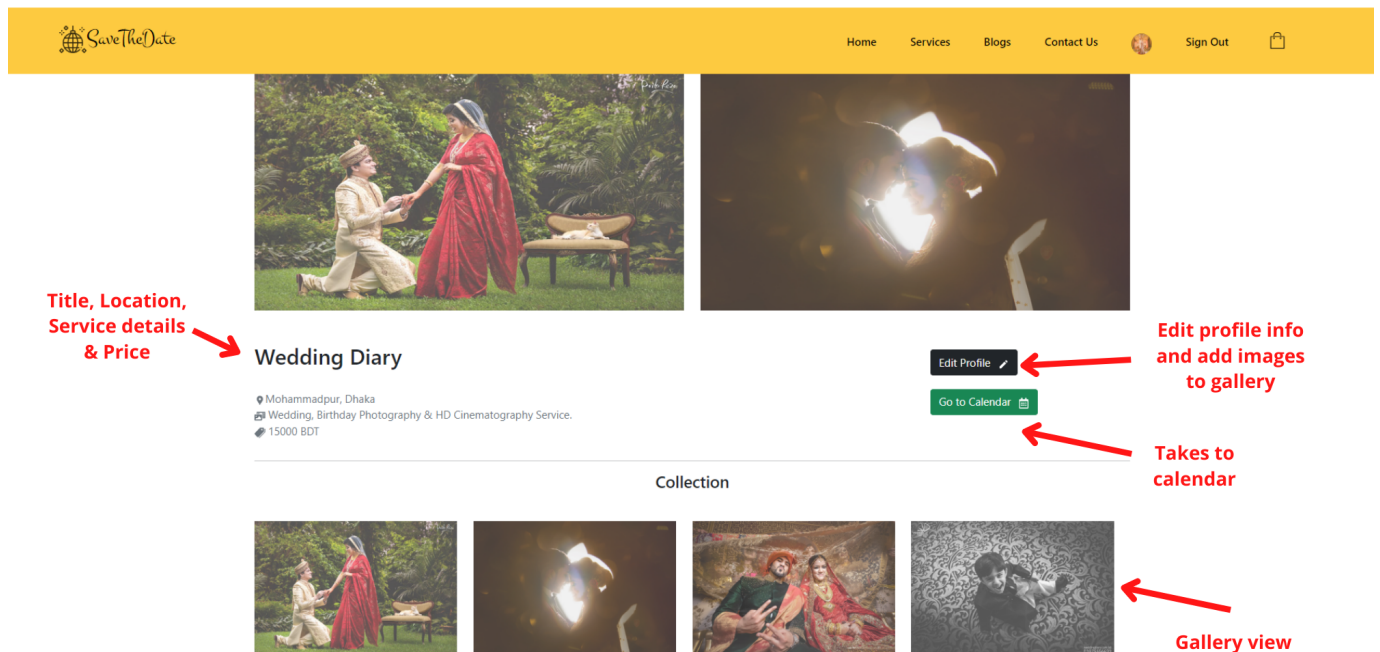 SaveTheDate
Home Services Blogs Contact Us Sign Out
Title, Location,
Service details
& Price
Wedding Diary
Mohammadpur, Dhaka
Wedding, Birthday Photography & HD Cinematography Service.
15000 BDT
Edit Profile
Go to Calendar
Edit profile info
and add images
to gallery
Takes to
calendar
Collection
Gallery view